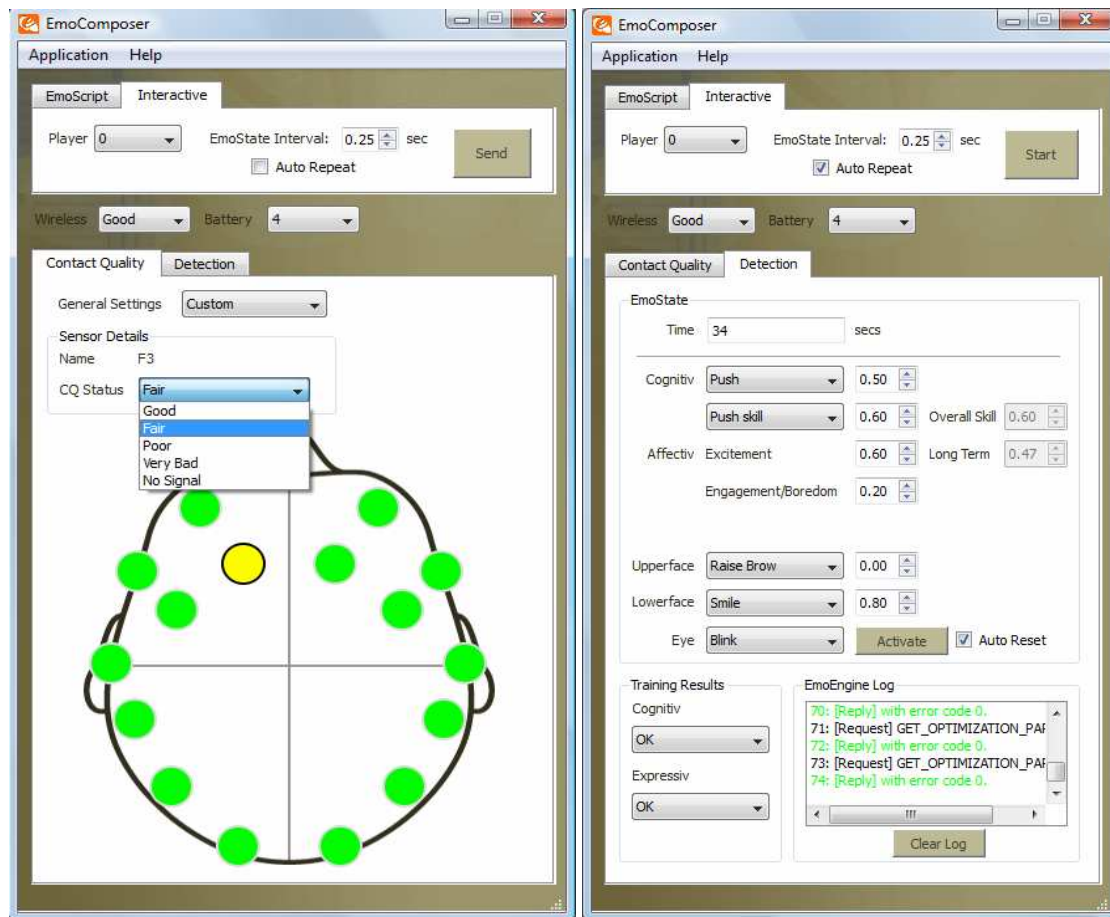 EmoComposer
Application Help
EmoScript Interactive
Player 0 EmoState Interval: 0.25 sec Send
Auto Repeat
Wireless Good Battery 4
Contact Quality Detection
General Settings Custom
Sensor Details
Name F3
CQ Status Fair
Good
Fair
Poor
Very Bad
No Signal
EmoComposer
Application Help
EmoScript Interactive
Player 0 EmoState Interval: 0.25 sec Start
Auto Repeat
Wireless Good Battery 4
Contact Quality Detection
EmoState
Time 34 secs
Cognitiv Push 0.50
Push skill 0.60 Overall Skill 0.60
Affectiv Excitement 0.60 Long Term 0.47
Engagement/Boredom 0.20
Upperface Raise Brow 0.00
Lowerface Smile 0.80
Eye Blink Activate Auto Reset
Training Results
Cognitiv
OK
Expressiv
OK
EmoEngine Log
70: [Reply] with error code 0.
71: [Request] GET_OPTIMIZATION_PAR
72: [Reply] with error code 0.
73: [Request] GET_OPTIMIZATION_PAR
74: [Reply] with error code 0.
Clear Log